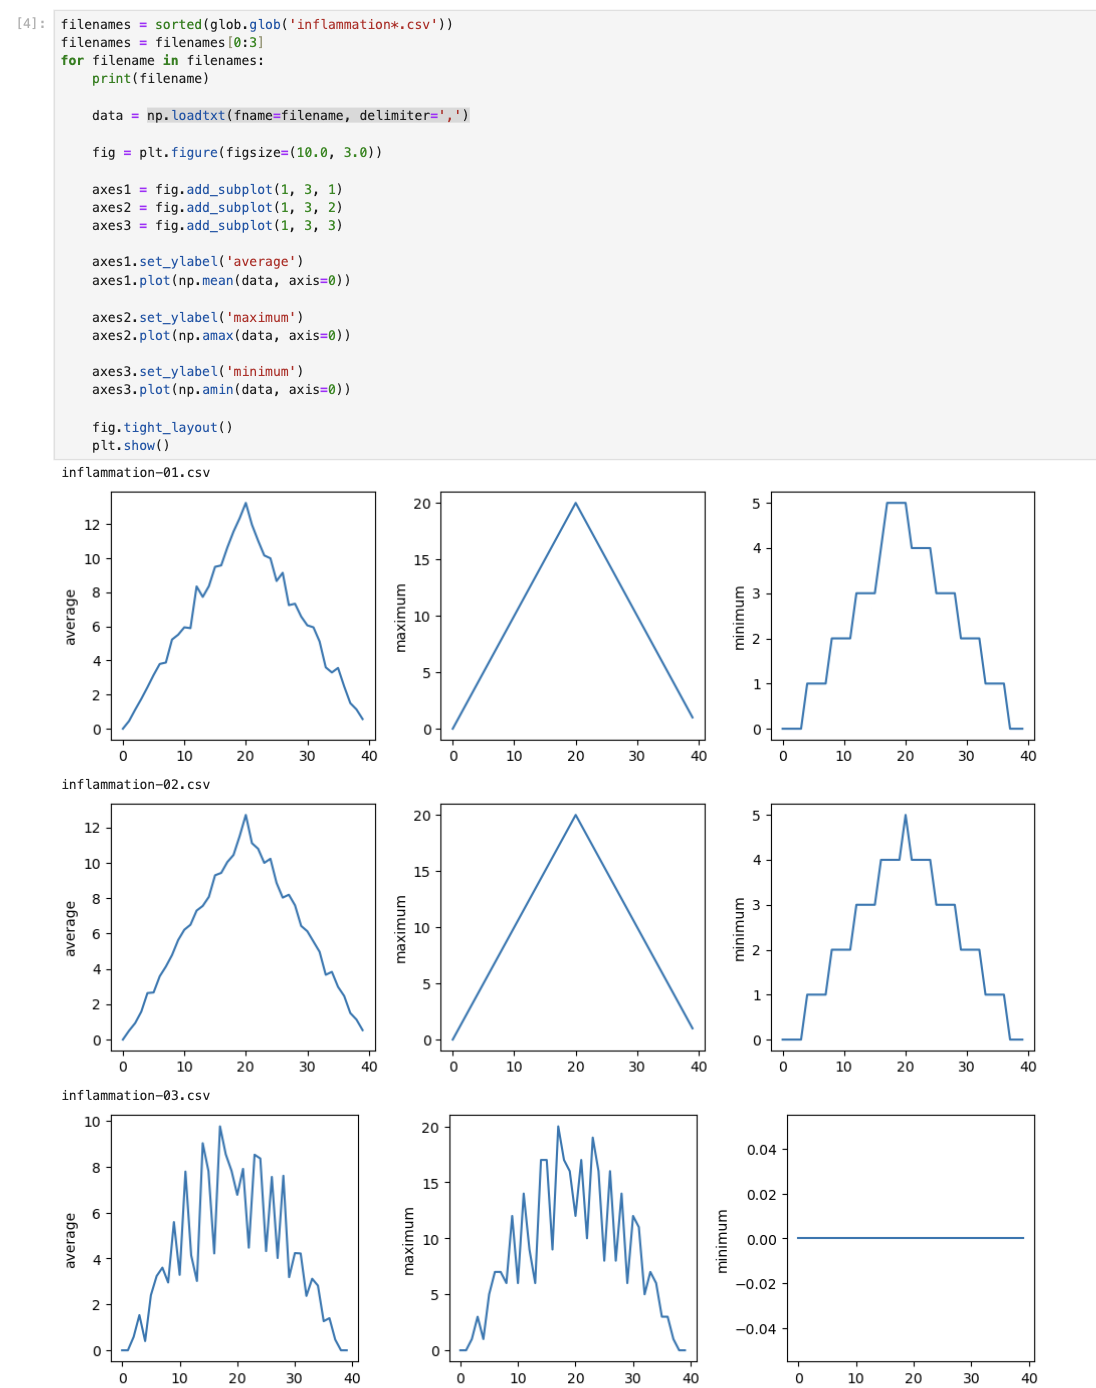 [4]: filenames = sorted(glob.glob('inflammation*.csv'))
filenames = filenames[0:3]
for filename in filenames:
    print(filename)
    data = np.loadtxt(fname=filename, delimiter=',')
    fig = plt.figure(figsize=(10.0, 3.0))
    axes1 = fig.add_subplot(1, 3, 1)
    axes2 = fig.add_subplot(1, 3, 2)
    axes3 = fig.add_subplot(1, 3, 3)
    axes1.set_ylabel('average')
    axes1.plot(np.mean(data, axis=0))
    axes2.set_ylabel('maximum')
    axes2.plot(np.amax(data, axis=0))
    axes3.set_ylabel('minimum')
    axes3.plot(np.amin(data, axis=0))
    fig.tight_layout()
    plt.show()
inflammation-01.csv
average
12
10
8
6
4
2
0
0 10 20 30 40
maximum
20
15
10
5
0
0 10 20 30 40
minimum
5
4
3
2
1
0
0 10 20 30 40
inflammation-02.csv
average
12
10
8
6
4
2
0
0 10 20 30 40
maximum
20
15
10
5
0
0 10 20 30 40
minimum
5
4
3
2
1
0
0 10 20 30 40
inflammation-03.csv
average
10
8
6
4
2
0
0 10 20 30 40
maximum
20
15
10
5
0
0 10 20 30 40
minimum
0.04
0.02
0.00
−0.02
−0.04
0 10 20 30 40